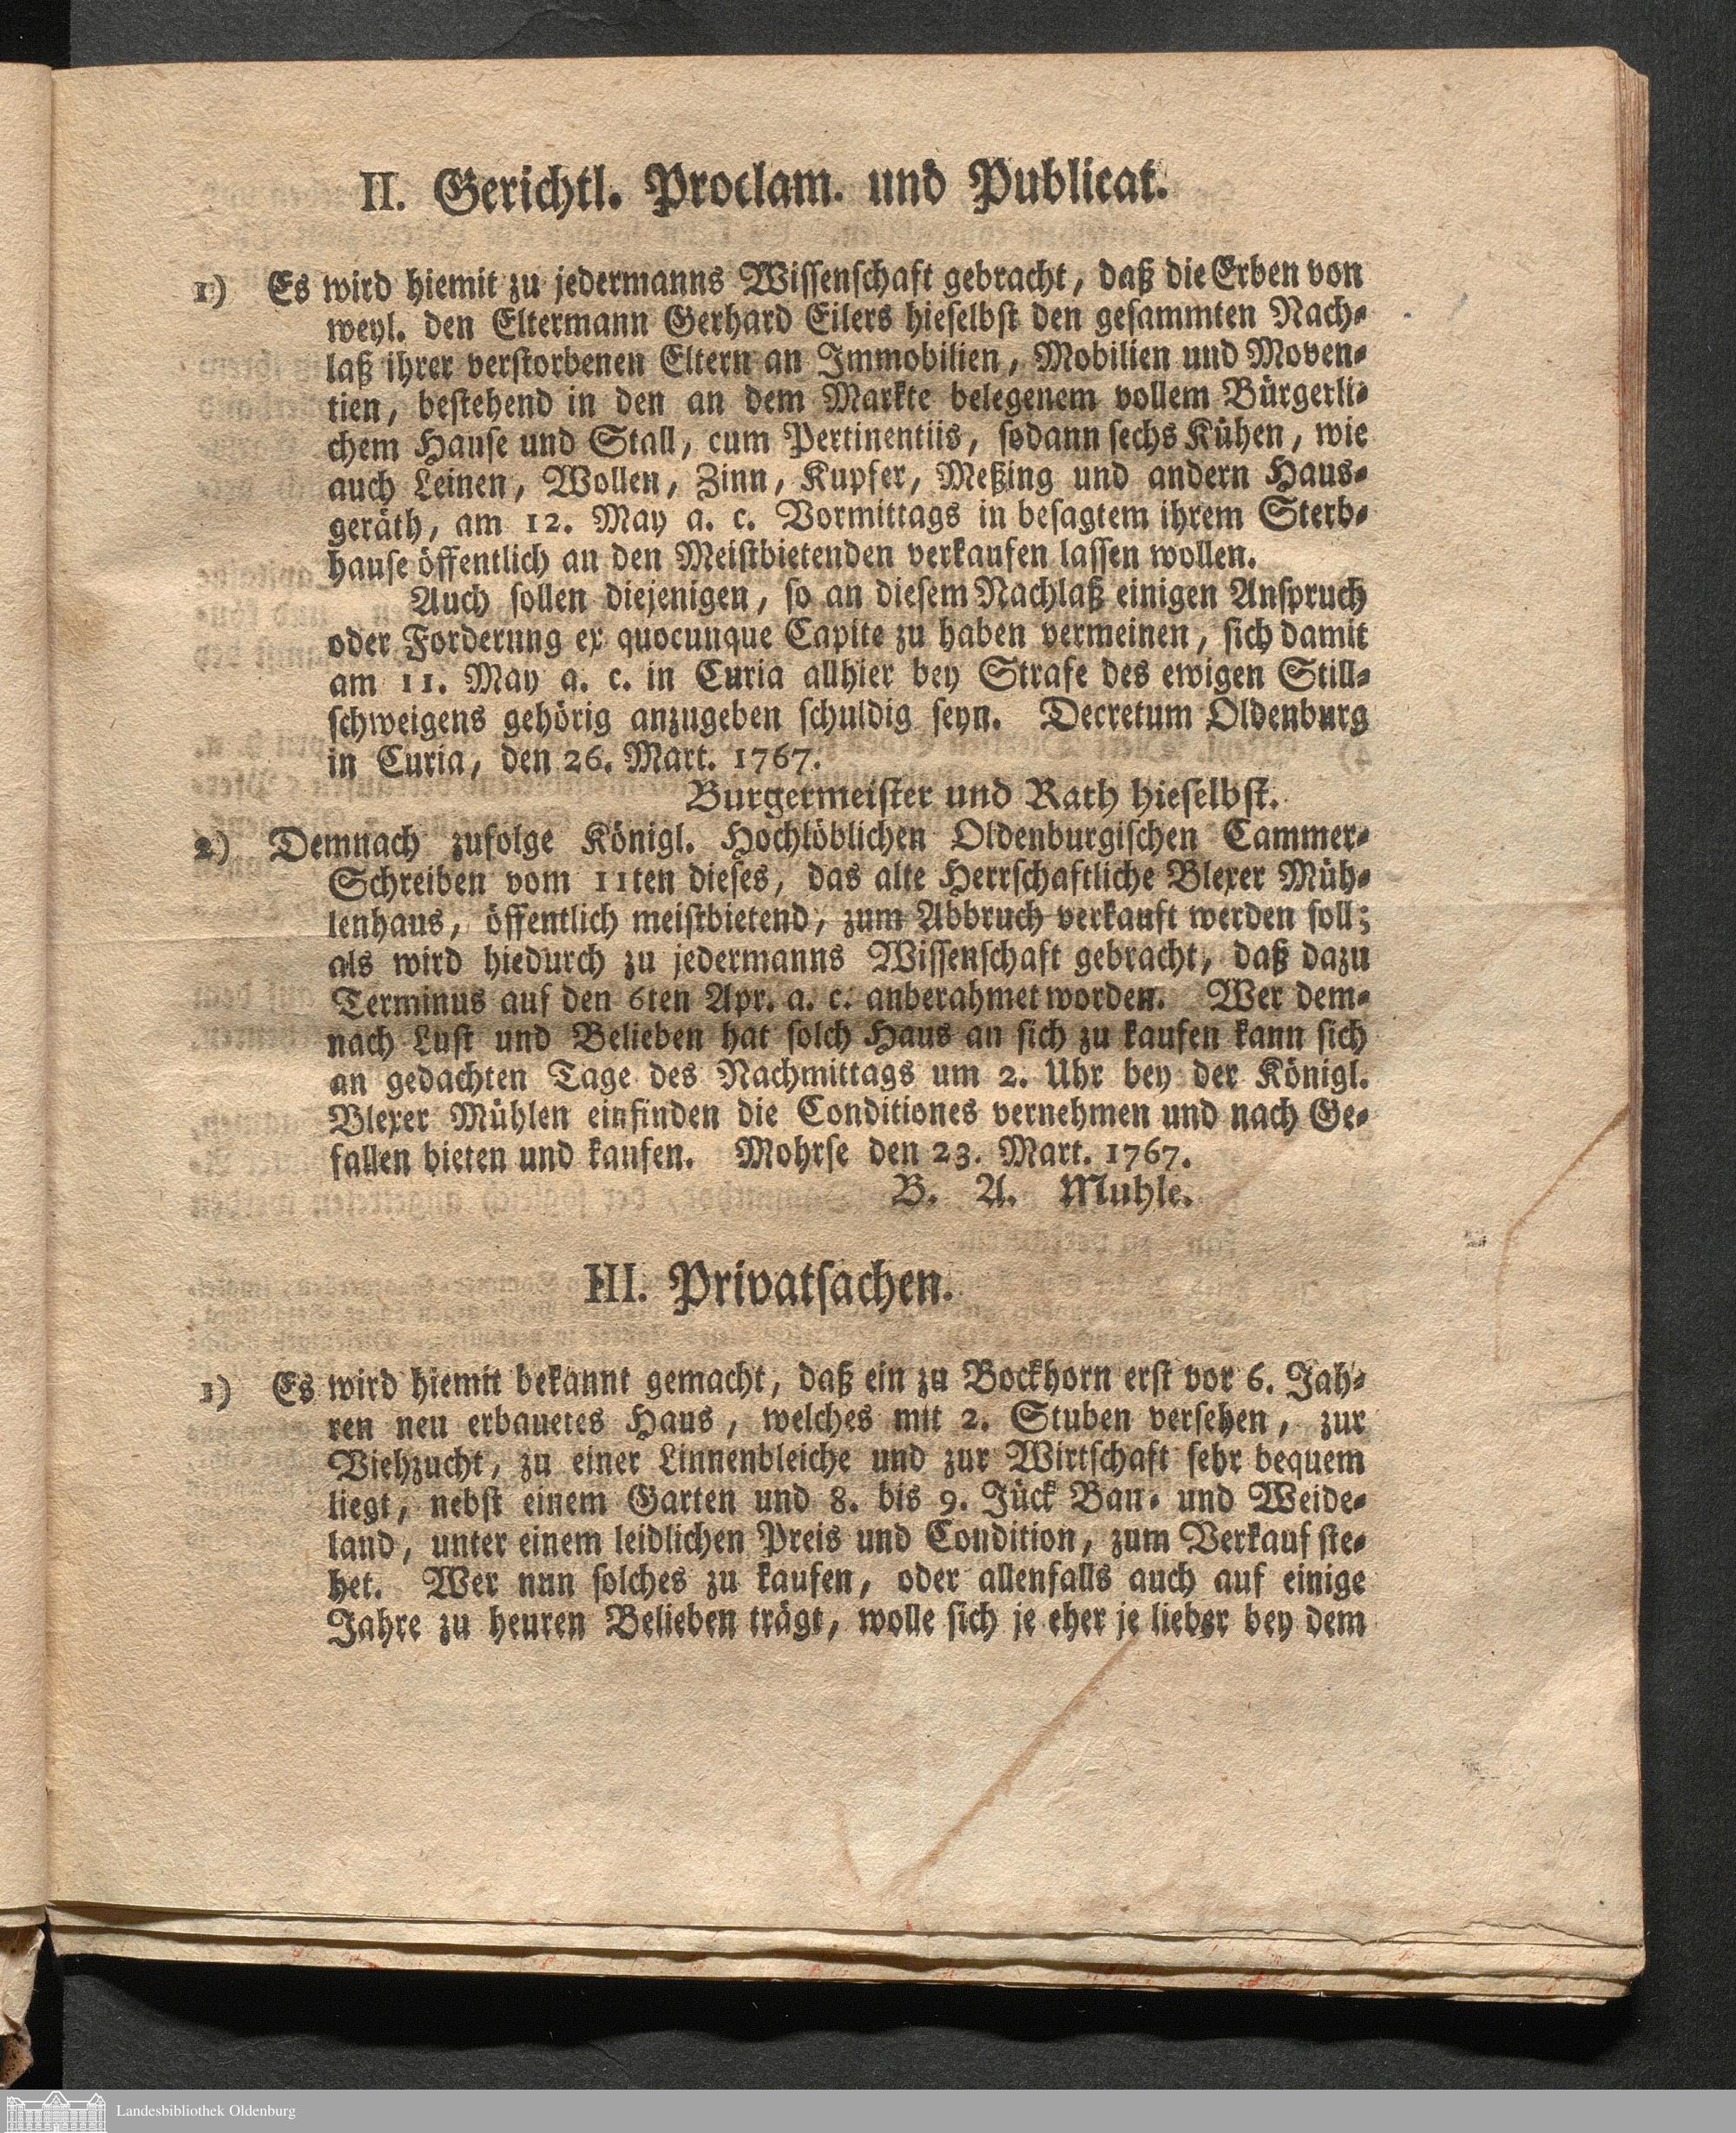 II. Gerichtl. Proclam. und Publicat.
1) Es wird hiemit zu jedermanns Wissenschaft gebracht, daß die Erben von
weyl. den Eltermann Gerhard Eilers hieselbst den gesammten Nach-
laß ihrer verstorbenen Eltern an Immobilien, Mobilien und Moven-
tien, bestehend in den an dem Markte belegenem vollem Bürgerli-
chem Hause und Stall, cum Pertinentiis, sodann sechs Kühen, wie
auch Leinen, Wollen, Zinn, Kupfer, Meßing und andern Haus-
geräth, am 12. May a. c. Vormittags in besagtem ihrem Sterb-
hause öffentlich an den Meistbietenden verkaufen lassen wollen.
Auch sollen diejenigen, so an diesem Nachlaß einigen Anspruch
oder Forderung ex quocunque Capite zu haben vermeinen, sich damit
am 11. May a. c. in Curia allhier bey Strafe des ewigen Still-
schweigens gehörig anzugeben schuldig seyn. Decretum Oldenburg
in Curia, den 26. Mart. 1767.
Burgermeister und Rath hieselbst.
2) Demnach zufolge Königl. Hochlöblichen Oldenburgischen Cammer-
Schreiben vom 11ten dieses, das alte Herrschaftliche Blexer Müh-
lenhaus, öffentlich meistbietend, zum Abbruch verkauft werden soll;
als wird hiedurch zu jedermanns Wissenschaft gebracht, daß dazu
Terminus auf den 6ten Apr. a. c. anberahmet worden. Wer dem-
nach Lust und Belieben hat solch Haus an sich zu kaufen kann sich
an gedachten Tage des Nachmittags um 2. Uhr bey der Königl.
Blexer Mühlen einfinden die Conditiones vernehmen und nach Ge-
fallen bieten und kaufen. Mohrse den 23. Mart. 1767.
B. A. Muhle.
III. Privatsachen.
1) Es wird hiemit bekannt gemacht, daß ein zu Bockhorn erst vor 6. Jah-
ren neu erbauetes Haus, welches mit 2. Stuben versehen, zur
Viehzucht, zu einer Linnenbleiche und zur Wirtschaft sehr bequem
liegt, nebst einem Garten und 8. bis 9. Jück Bau- und Weide-
land, unter einem leidlichen Preis und Condition, zum Verkauf ste-
het. Wer nun solches zu kaufen, oder allenfalls auch auf einige
Jahre zu heuren Belieben trägt, wolle sich je eher je lieber bey dem
Landesbibliothek Oldenburg